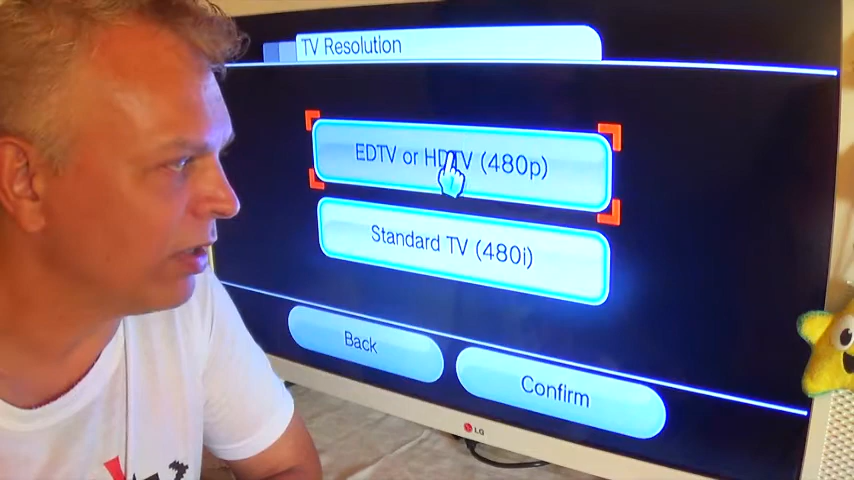 TV Resolution
EDTV or HDTV (480p)
Standard TV (480i)
Back
Confirm
LG